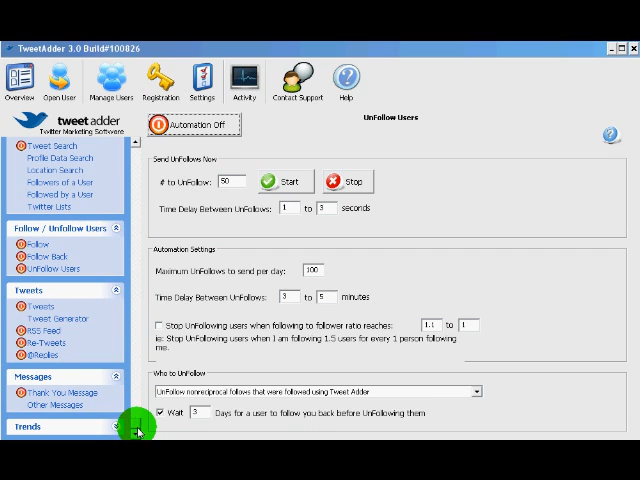 TweetAdder 3.0 Build#100826
Overview Open User Manage Users Registration Settings Activity Contact Support Help
tweet adder
Twitter Marketing Software
Automation Off
UnFollow Users
Tweet Search
Profile Data Search
Location Search
Followers of a User
Followed by a User
Twitter Lists
Follow / Unfollow Users
Follow
Follow Back
UnFollow Users
Tweets
Tweets
Tweet Generator
RSS Feed
Re-Tweets
@Replies
Messages
Thank You Message
Other Messages
Trends
Send UnFollows Now
# to UnFollow: 50 Start Stop
Time Delay Between UnFollows: 1 to 3 seconds
Automation Settings
Maximum UnFollows to send per day: 100
Time Delay Between UnFollows: 3 to 5 minutes
Stop UnFollowing users when following to follower ratio reaches: 1.1 to 1
ie: Stop UnFollowing users when I am following 1.5 users for every 1 person following
me.
Who to UnFollow
UnFollow nonreciprocal follows that were followed using Tweet Adder
Wait 3 Days for a user to follow you back before UnFollowing them